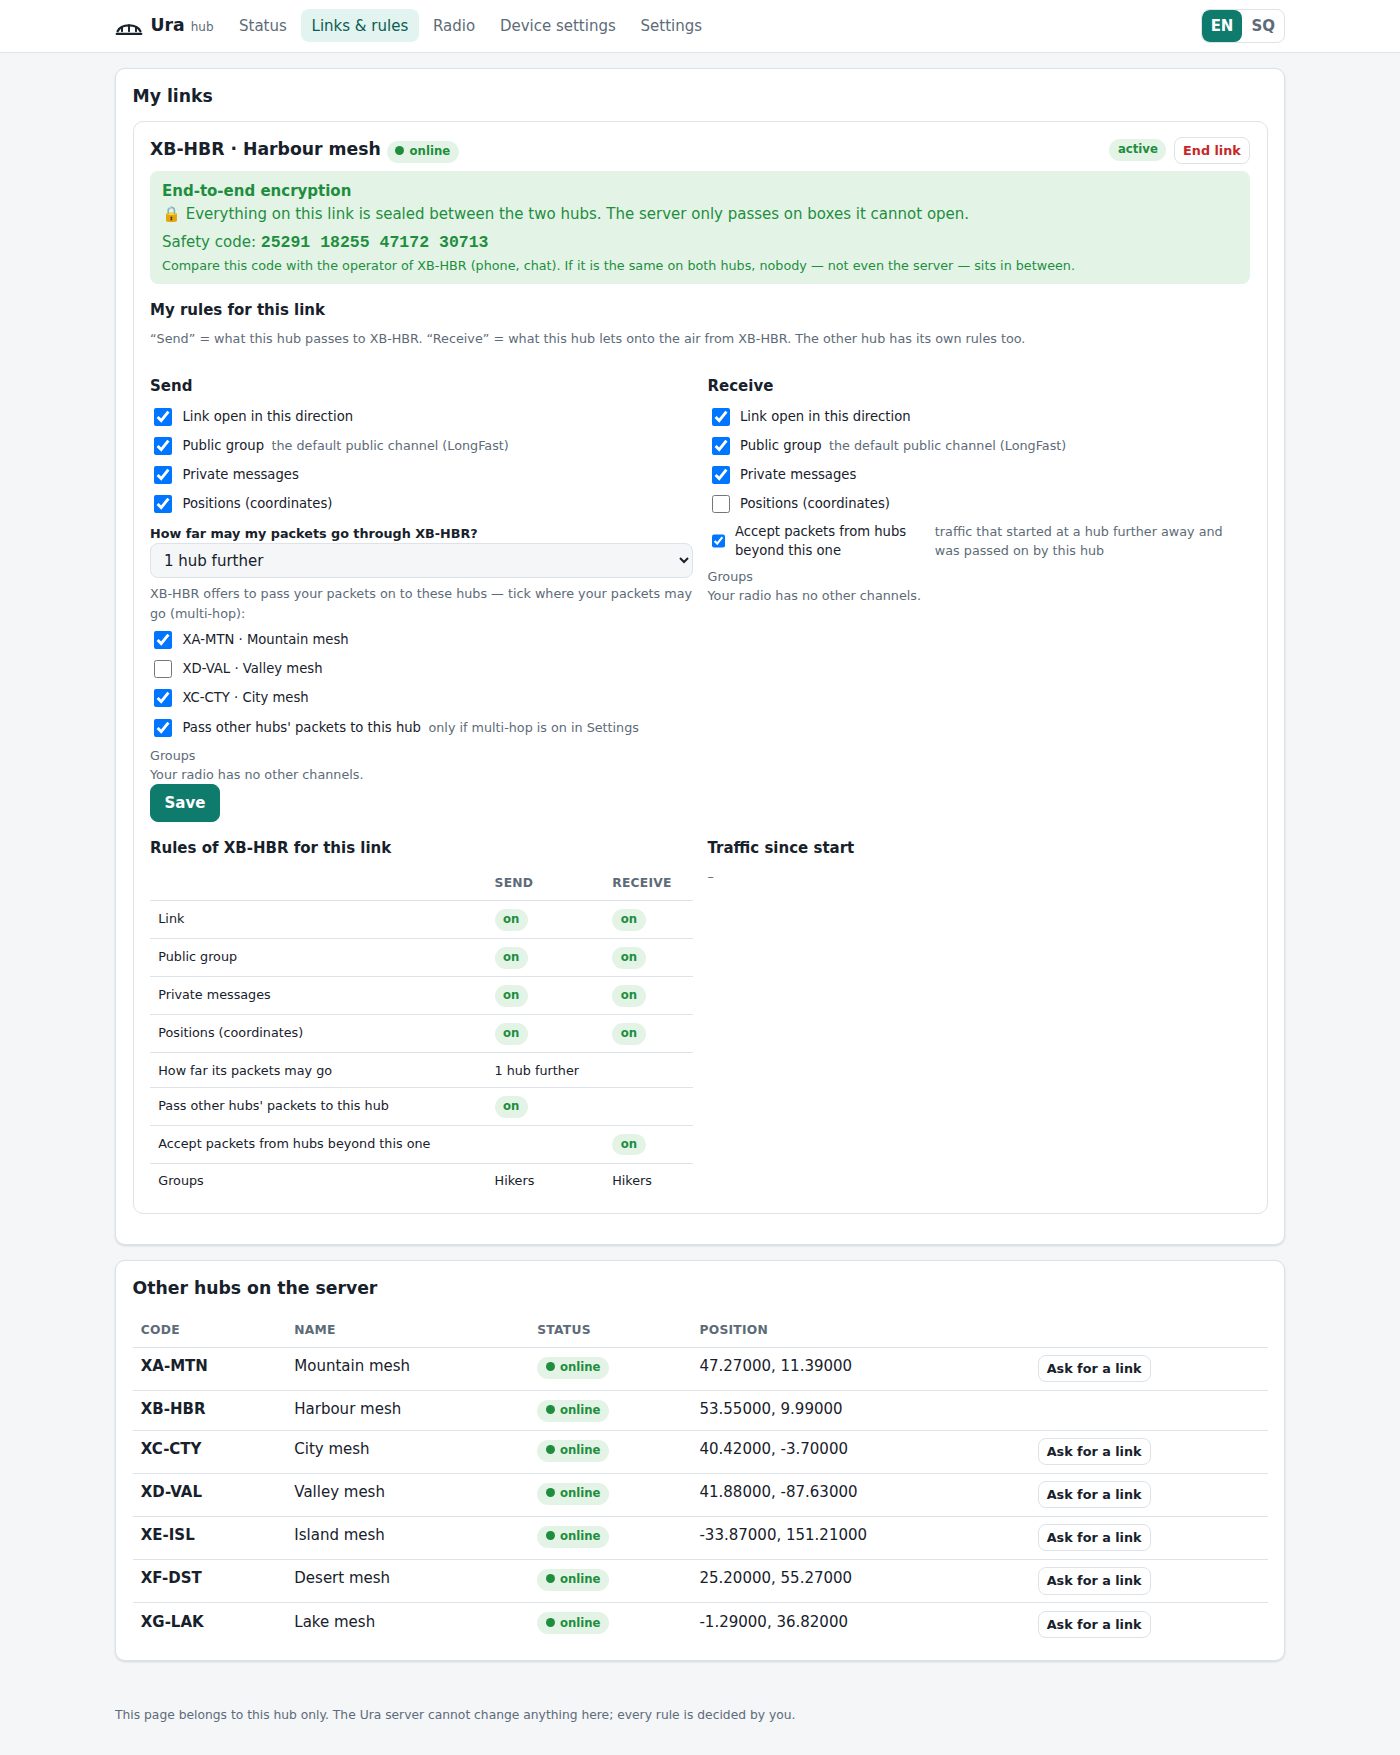 Ura hub Status Links & rules Radio Device settings Settings EN SQ
My links
XB-HBR · Harbour mesh online active End link
End-to-end encryption
🔒 Everything on this link is sealed between the two hubs. The server only passes on boxes it cannot open.
Safety code: 25291 18255 47172 30713
Compare this code with the operator of XB-HBR (phone, chat). If it is the same on both hubs, nobody — not even the server — sits in between.
My rules for this link
“Send” = what this hub passes to XB-HBR. “Receive” = what this hub lets onto the air from XB-HBR. The other hub has its own rules too.
Send
Link open in this direction
Public group the default public channel (LongFast)
Private messages
Positions (coordinates)
How far may my packets go through XB-HBR?
1 hub further
XB-HBR offers to pass your packets on to these hubs — tick where your packets may
go (multi-hop):
XA-MTN · Mountain mesh
XD-VAL · Valley mesh
XC-CTY · City mesh
Pass other hubs' packets to this hub only if multi-hop is on in Settings
Groups
Your radio has no other channels.
Receive
Link open in this direction
Public group the default public channel (LongFast)
Private messages
Positions (coordinates)
Accept packets from hubs
beyond this one
traffic that started at a hub further away and
was passed on by this hub
Groups
Your radio has no other channels.
Save
Rules of XB-HBR for this link
SEND RECEIVE
Link on on
Public group on on
Private messages on on
Positions (coordinates) on on
How far its packets may go 1 hub further
Pass other hubs' packets to this hub on
Accept packets from hubs beyond this one on
Groups Hikers Hikers
Traffic since start
–
Other hubs on the server
CODE NAME STATUS POSITION
XA-MTN Mountain mesh online 47.27000, 11.39000 Ask for a link
XB-HBR Harbour mesh online 53.55000, 9.99000
XC-CTY City mesh online 40.42000, -3.70000 Ask for a link
XD-VAL Valley mesh online 41.88000, -87.63000 Ask for a link
XE-ISL Island mesh online -33.87000, 151.21000 Ask for a link
XF-DST Desert mesh online 25.20000, 55.27000 Ask for a link
XG-LAK Lake mesh online -1.29000, 36.82000 Ask for a link
This page belongs to this hub only. The Ura server cannot change anything here; every rule is decided by you.